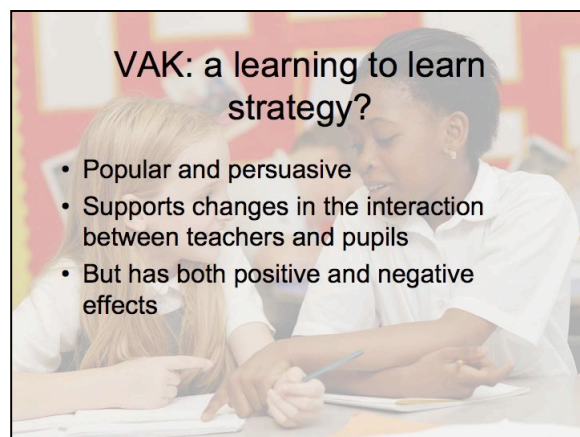 VAK: a learning to learn
strategy?
• Popular and persuasive
• Supports changes in the interaction
between teachers and pupils
• But has both positive and negative
effects